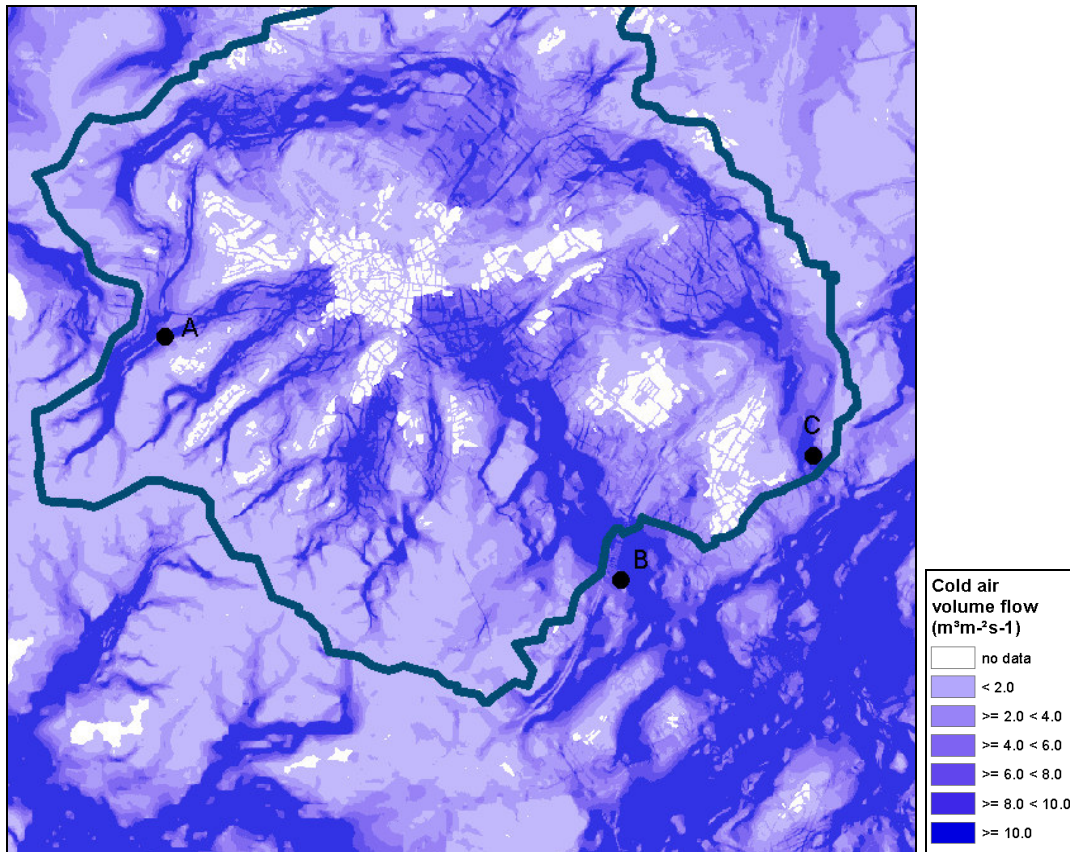 A
C
B
Cold air
volume flow
(m³m-²s-1)
no data
< 2.0
>= 2.0 < 4.0
>= 4.0 < 6.0
>= 6.0 < 8.0
>= 8.0 < 10.0
>= 10.0